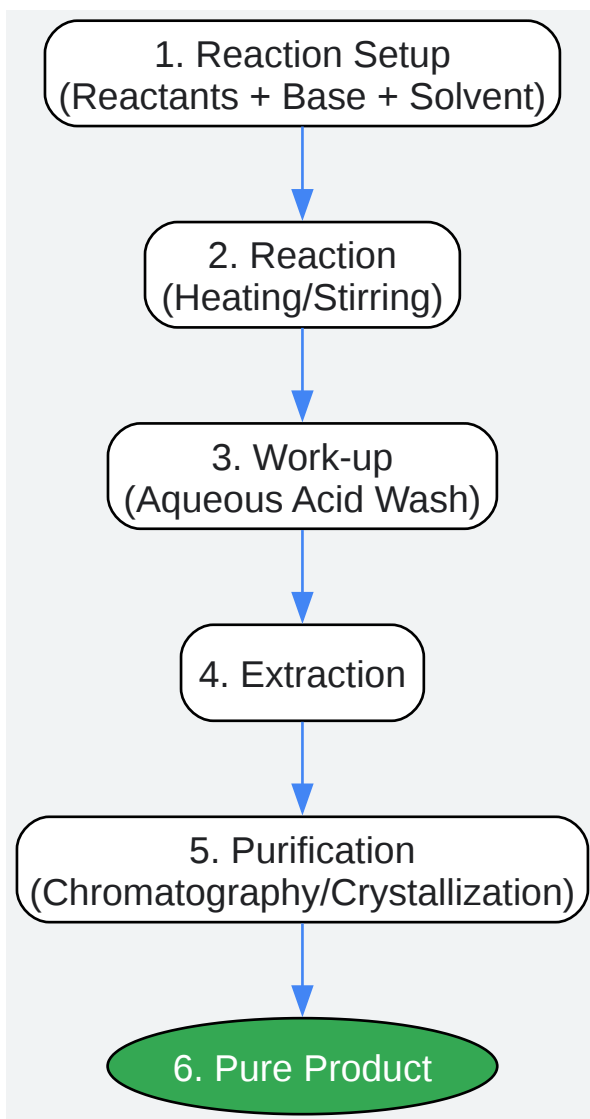 1. Reaction Setup
(Reactants + Base + Solvent)
2. Reaction
(Heating/Stirring)
3. Work-up
(Aqueous Acid Wash)
4. Extraction
5. Purification
(Chromatography/Crystallization)
6. Pure Product